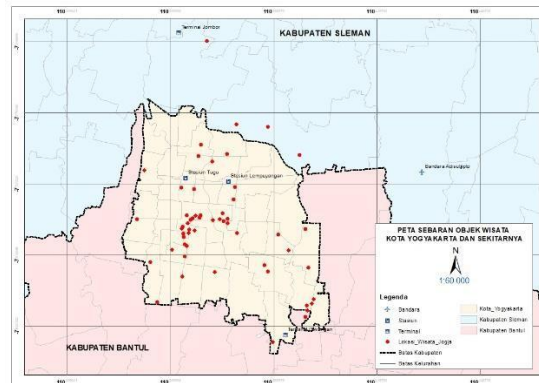 Terminal Jombor
KABUPATEN SLEMAN
Bandara Adisutjipto
Stasiun Tugu
Stasiun Lempuyangan
PETA SEBARAN OBJEK WISATA
KOTA YOGYAKARTA DAN SEKITARNYA
N
1:60 000
Legenda
Bandara
Stasiun
Terminal
Lokasi_Wisata_Jogja
Batas Kabupaten
Batas Kelurahan
Kota_Yogyakarta
Kabupaten Sleman
Kabupaten Bantul
KABUPATEN BANTUL